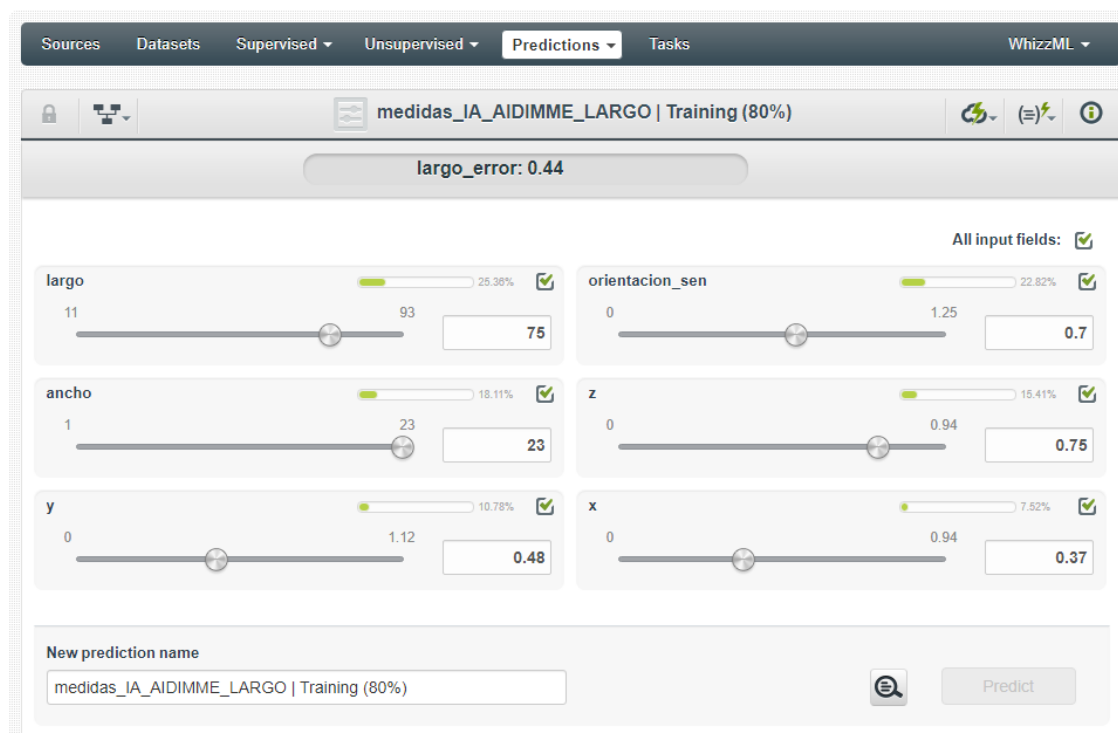 Sources Datasets Supervised Unsupervised Predictions Tasks WhizzML
medidas_IA_AIDIMME_LARGO | Training (80%)
largo_error: 0.44
All input fields:
largo 25.36% orientacion_sen 22.82%
11 93 75 0 1.25 0.7
ancho 18.11% z 15.41%
1 23 23 0 0.94 0.75
y 10.78% x 7.52%
0 1.12 0.48 0 0.94 0.37
New prediction name
medidas_IA_AIDIMME_LARGO | Training (80%) Predict